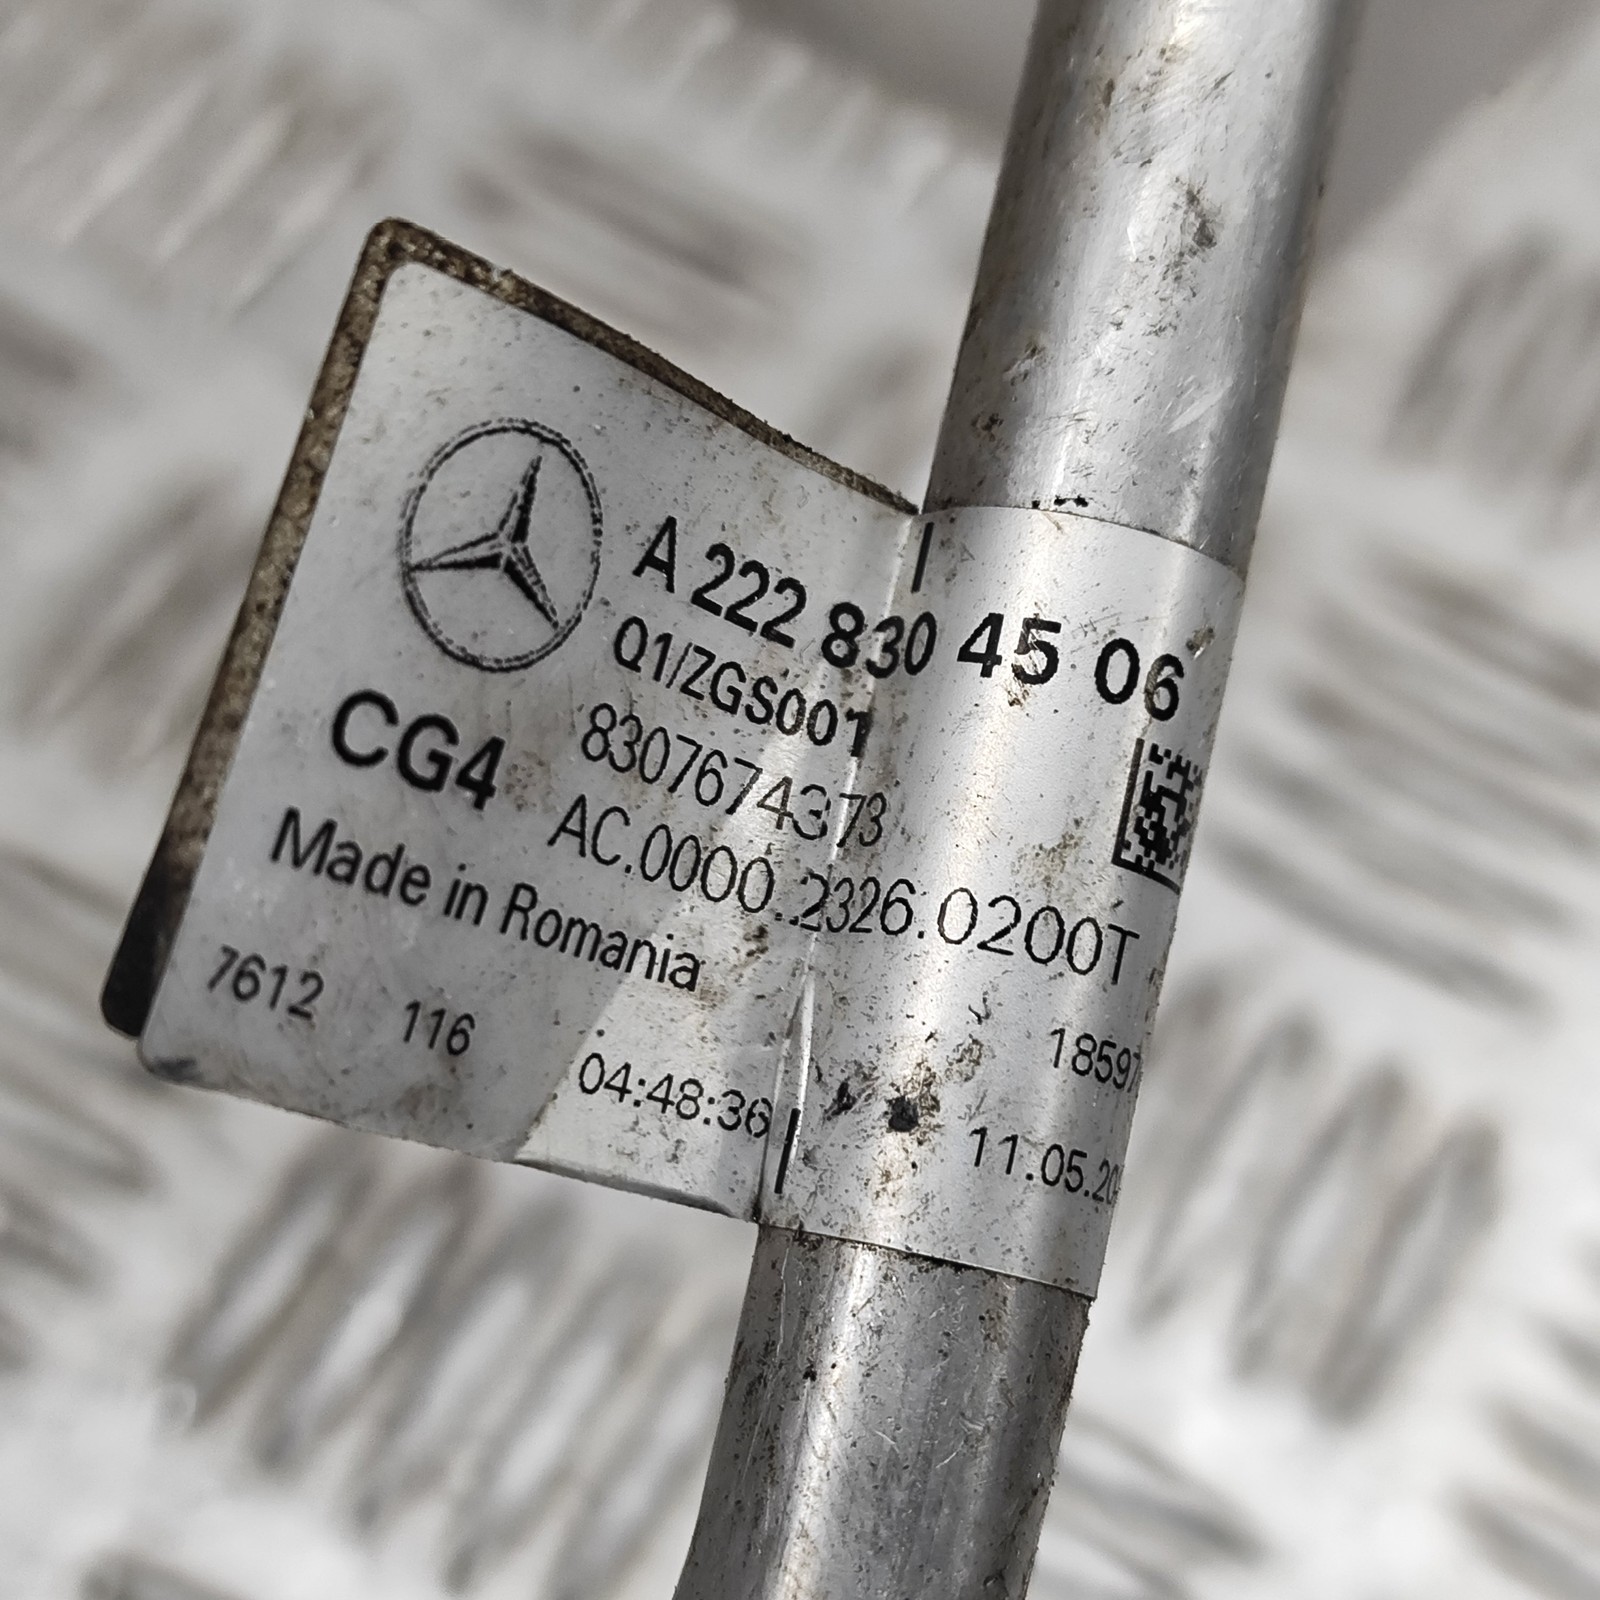 A 222 830 45 06
Q1/ZGS001
8307674373
CG4
AC.0000..2326.0200T
Made in Romania
7612 116 18597
04:48:36 11.05.20